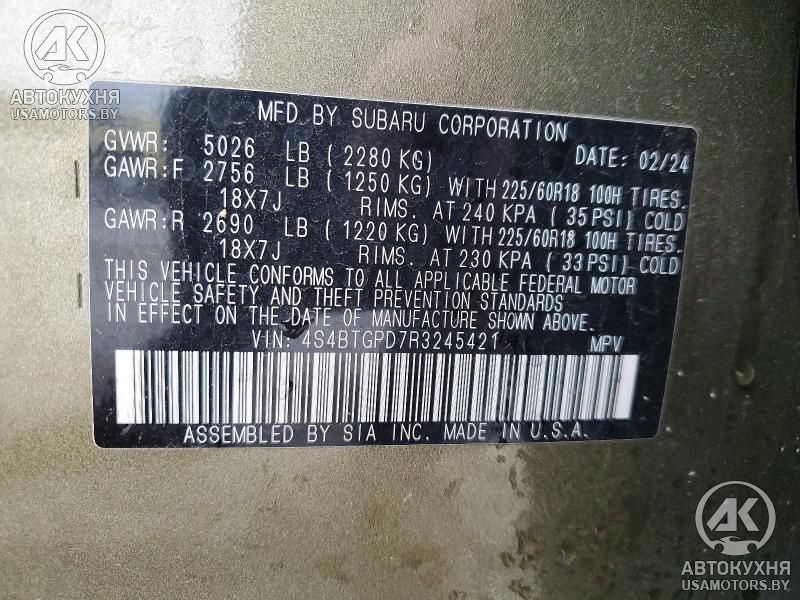 АК
АВТОКУХНЯ
USAMOTORS.BY
MFD BY SUBARU CORPORATION
GVWR: 5026 LB ( 2280 KG) DATE: 02/24
GAWR:F 2756 LB ( 1250 KG) WITH 225/60R18 100H TIRES.
18X7J RIMS. AT 240 KPA ( 35 PSI) COLD
GAWR:R 2690 LB ( 1220 KG) WITH 225/60R18 100H TIRES.
18X7J RIMS. AT 230 KPA ( 33 PSI) COLD
THIS VEHICLE CONFORMS TO ALL APPLICABLE FEDERAL MOTOR
VEHICLE SAFETY AND THEFT PREVENTION STANDARDS
IN EFFECT ON THE DATE OF MANUFACTURE SHOWN ABOVE.
VIN: 4S4BTGPD7R3245421 MPV
ASSEMBLED BY SIA INC. MADE IN U.S.A.
АК
АВТОКУХНЯ
USAMOTORS.BY